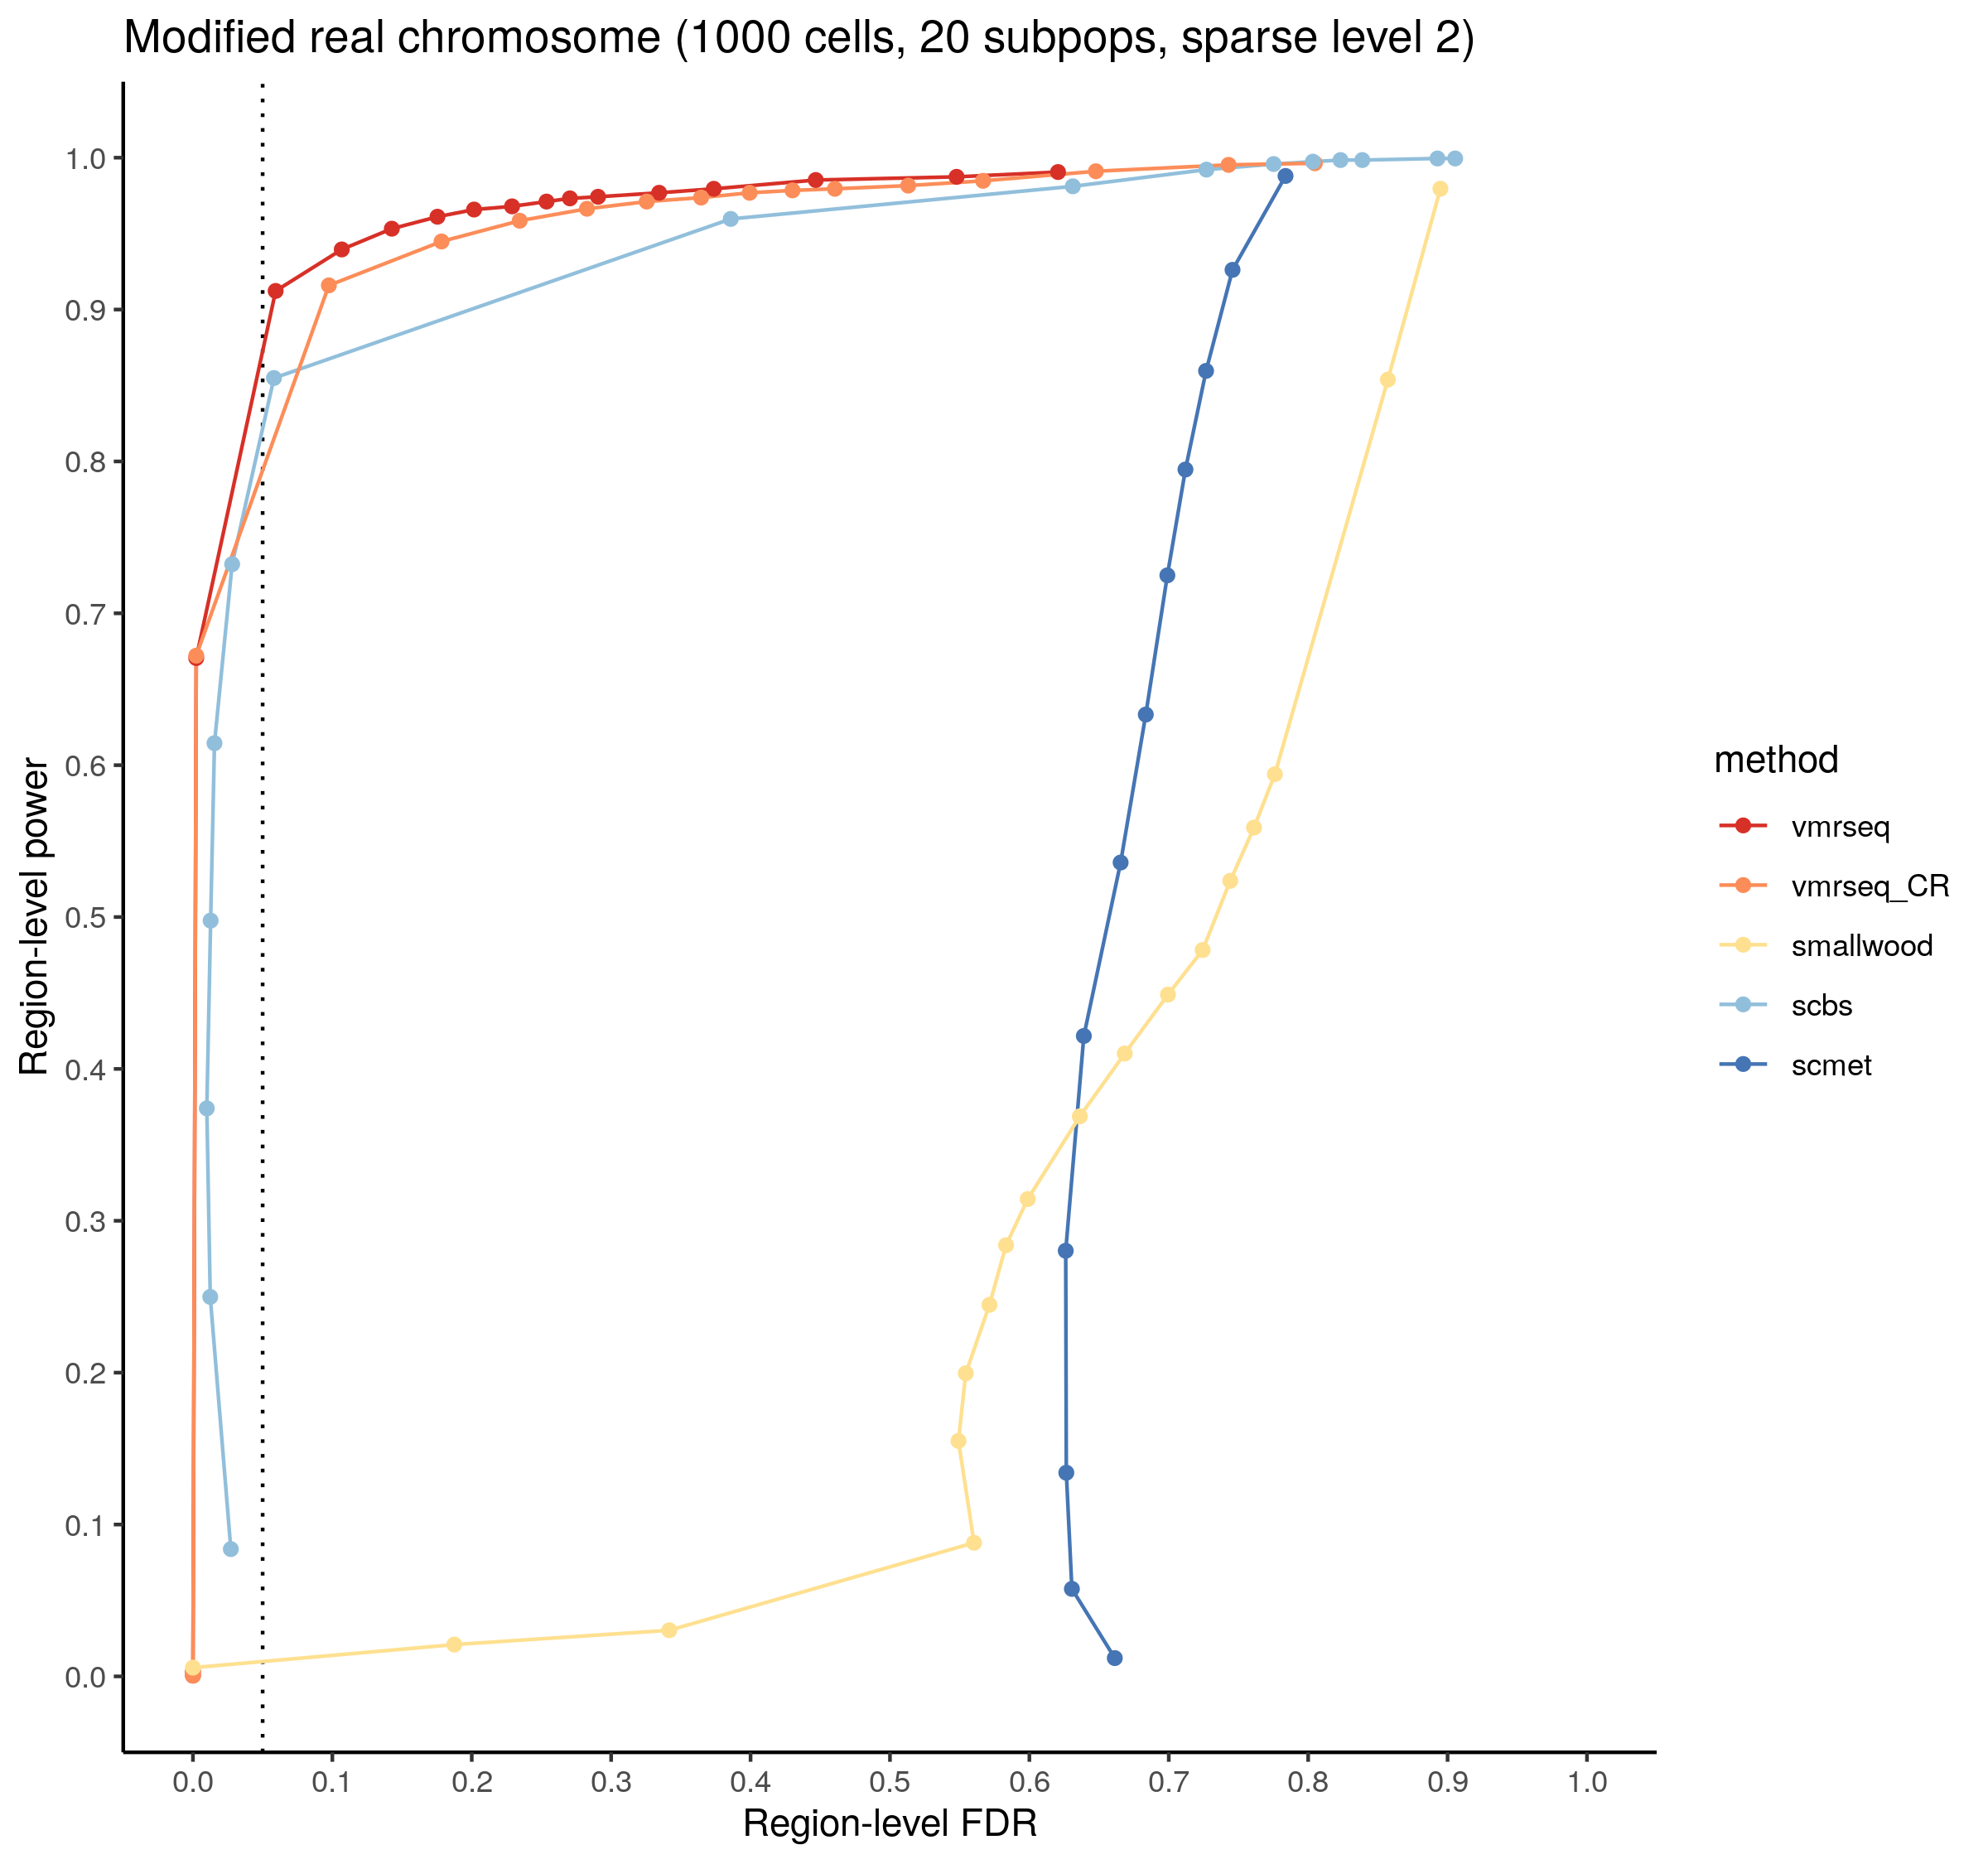 Modified real chromosome (1000 cells, 20 subpops, sparse level 2)
1.0
0.9
0.8
0.7
0.6
0.5
0.4
0.3
0.2
0.1
0.0
Region-level power
0.0 0.1 0.2 0.3 0.4 0.5 0.6 0.7 0.8 0.9 1.0
Region-level FDR
method
vmrseq
vmrseq_CR
smallwood
scbs
scmet